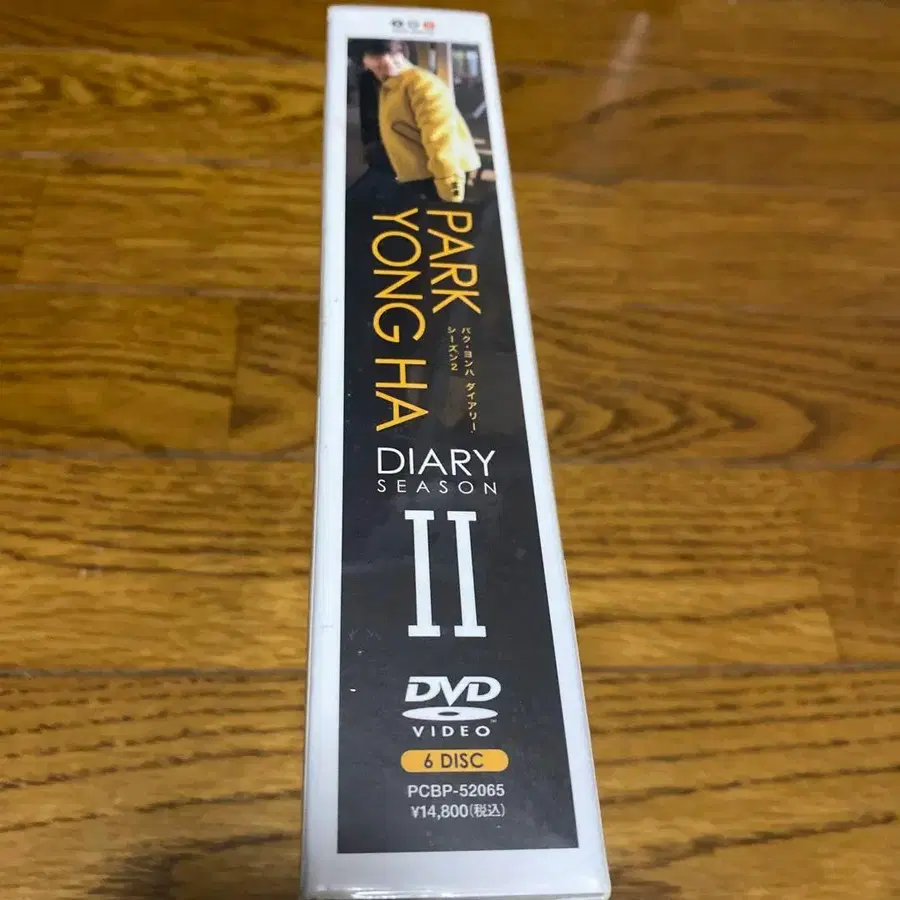 PARK
YONG HA
パク・ヨンハ ダイアリー
シーズン2
DIARY
SEASON
II
DVD
VIDEO
TM
6 DISC
PCBP-52065
¥14,800(税込)